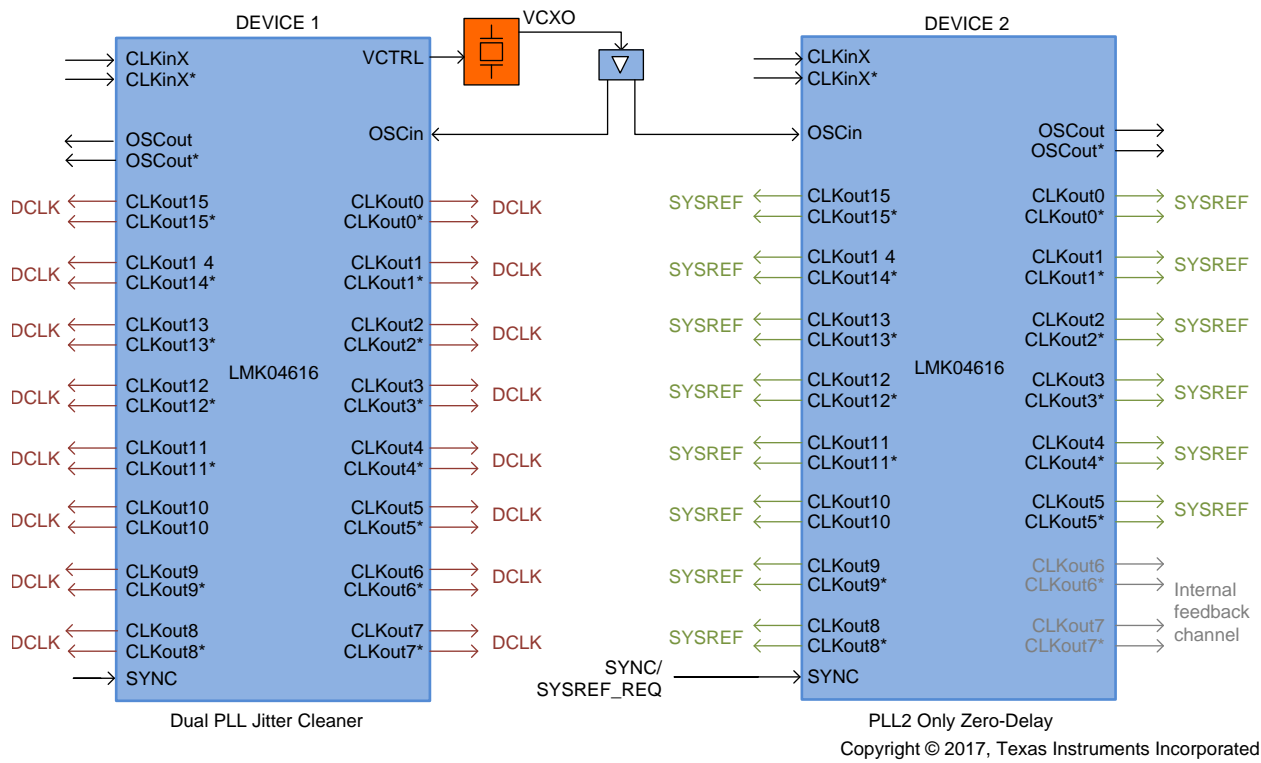 DEVICE 1
VCXO
DEVICE 2
CLKinX
CLKinX*
VCTRL
OSCin
OSCout
OSCout*
DCLK
CLKout15
CLKout15*
CLKout0
CLKout0*
DCLK
DCLK
CLKout1 4
CLKout14*
CLKout1
CLKout1*
DCLK
DCLK
CLKout13
CLKout13*
CLKout2
CLKout2*
DCLK
LMK04616
DCLK
CLKout12
CLKout12*
CLKout3
CLKout3*
DCLK
DCLK
CLKout11
CLKout11*
CLKout4
CLKout4*
DCLK
DCLK
CLKout10
CLKout10
CLKout5
CLKout5*
DCLK
DCLK
CLKout9
CLKout9*
CLKout6
CLKout6*
DCLK
DCLK
CLKout8
CLKout8*
CLKout7
CLKout7*
DCLK
SYNC
Dual PLL Jitter Cleaner
CLKinX
CLKinX*
OSCin
OSCout
OSCout*
SYSREF
CLKout15
CLKout15*
CLKout0
CLKout0*
SYSREF
SYSREF
CLKout1 4
CLKout14*
CLKout1
CLKout1*
SYSREF
SYSREF
CLKout13
CLKout13*
CLKout2
CLKout2*
SYSREF
LMK04616
SYSREF
CLKout12
CLKout12*
CLKout3
CLKout3*
SYSREF
SYSREF
CLKout11
CLKout11*
CLKout4
CLKout4*
SYSREF
SYSREF
CLKout10
CLKout10
CLKout5
CLKout5*
SYSREF
SYSREF
CLKout9
CLKout9*
CLKout6
CLKout6*
SYSREF
CLKout8
CLKout8*
CLKout7
CLKout7*
Internal
feedback
channel
SYNC/
SYSREF_REQ
SYNC
PLL2 Only Zero-Delay
Copyright © 2017, Texas Instruments Incorporated